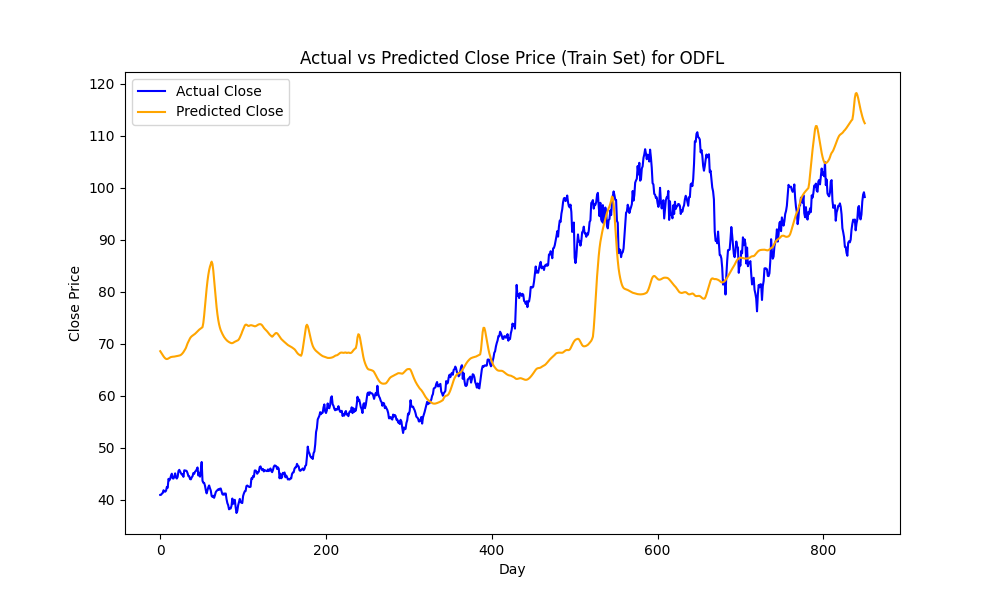 Actual vs Predicted Close Price (Train Set) for ODFL
Actual Close
Predicted Close
120
110
100
90
80
70
60
50
40
Close Price
0 200 400 600 800
Day